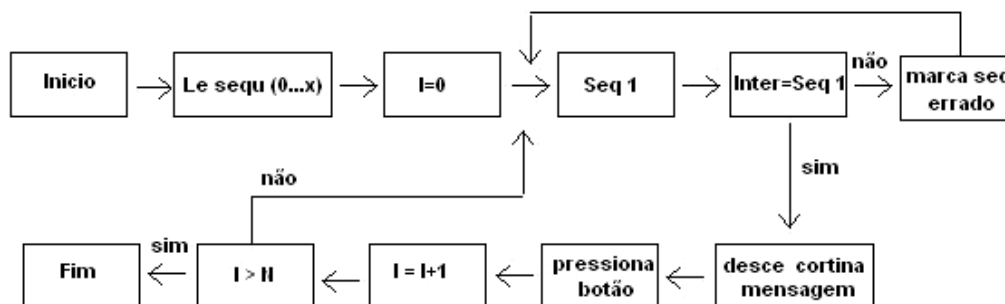 Inicio
Le sequ (0...x)
I=0
Seq 1
Inter=Seq 1
não
marca seq
errado
sim
não
Fim
sim
I > N
I = I+1
pressiona
botão
desce cortina
mensagem